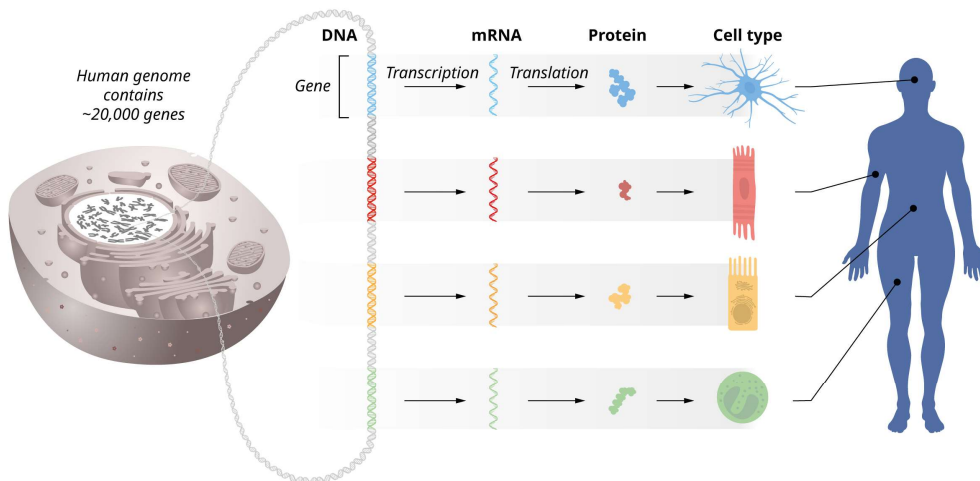 DNA
mRNA
Protein
Cell type
Human genome
contains
~20,000 genes
Gene
Transcription
Translation